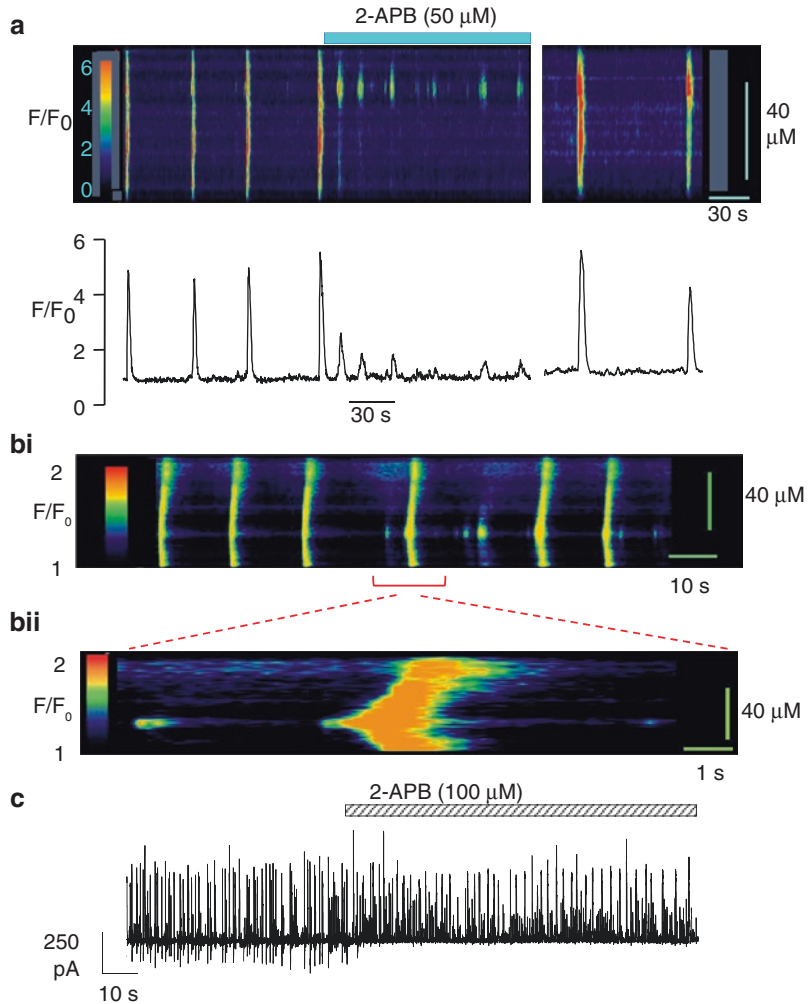 a
2-APB (50 μM)
6
4
2
0
F/F0
40
μM
30 s
6
4
2
0
F/F0
30 s
bi
2
F/F0
1
40 μM
10 s
bii
2
F/F0
1
40 μM
1 s
c
2-APB (100 μM)
250
pA
10 s